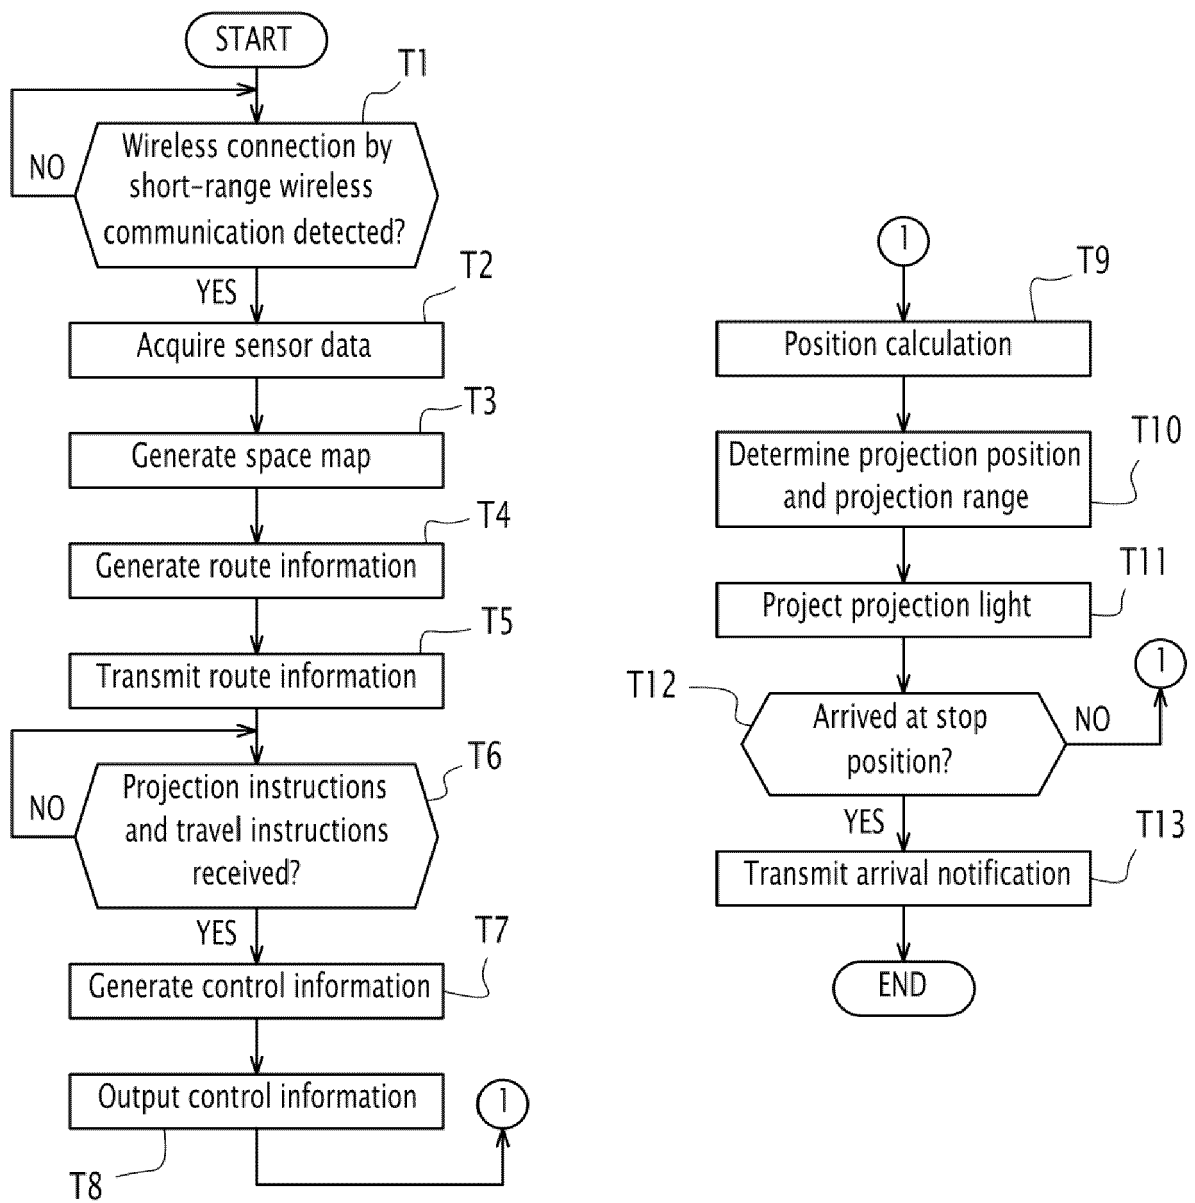 START
T1
Wireless connection by
short-range wireless
communication detected?
NO
YES
T2
Acquire sensor data
T3
Generate space map
T4
Generate route information
T5
Transmit route information
T6
Projection instructions
and travel instructions
received?
NO
YES
T7
Generate control information
T8
Output control information
1
1
T9
Position calculation
T10
Determine projection position
and projection range
T11
Project projection light
T12
Arrived at stop
position?
NO
1
YES
T13
Transmit arrival notification
END